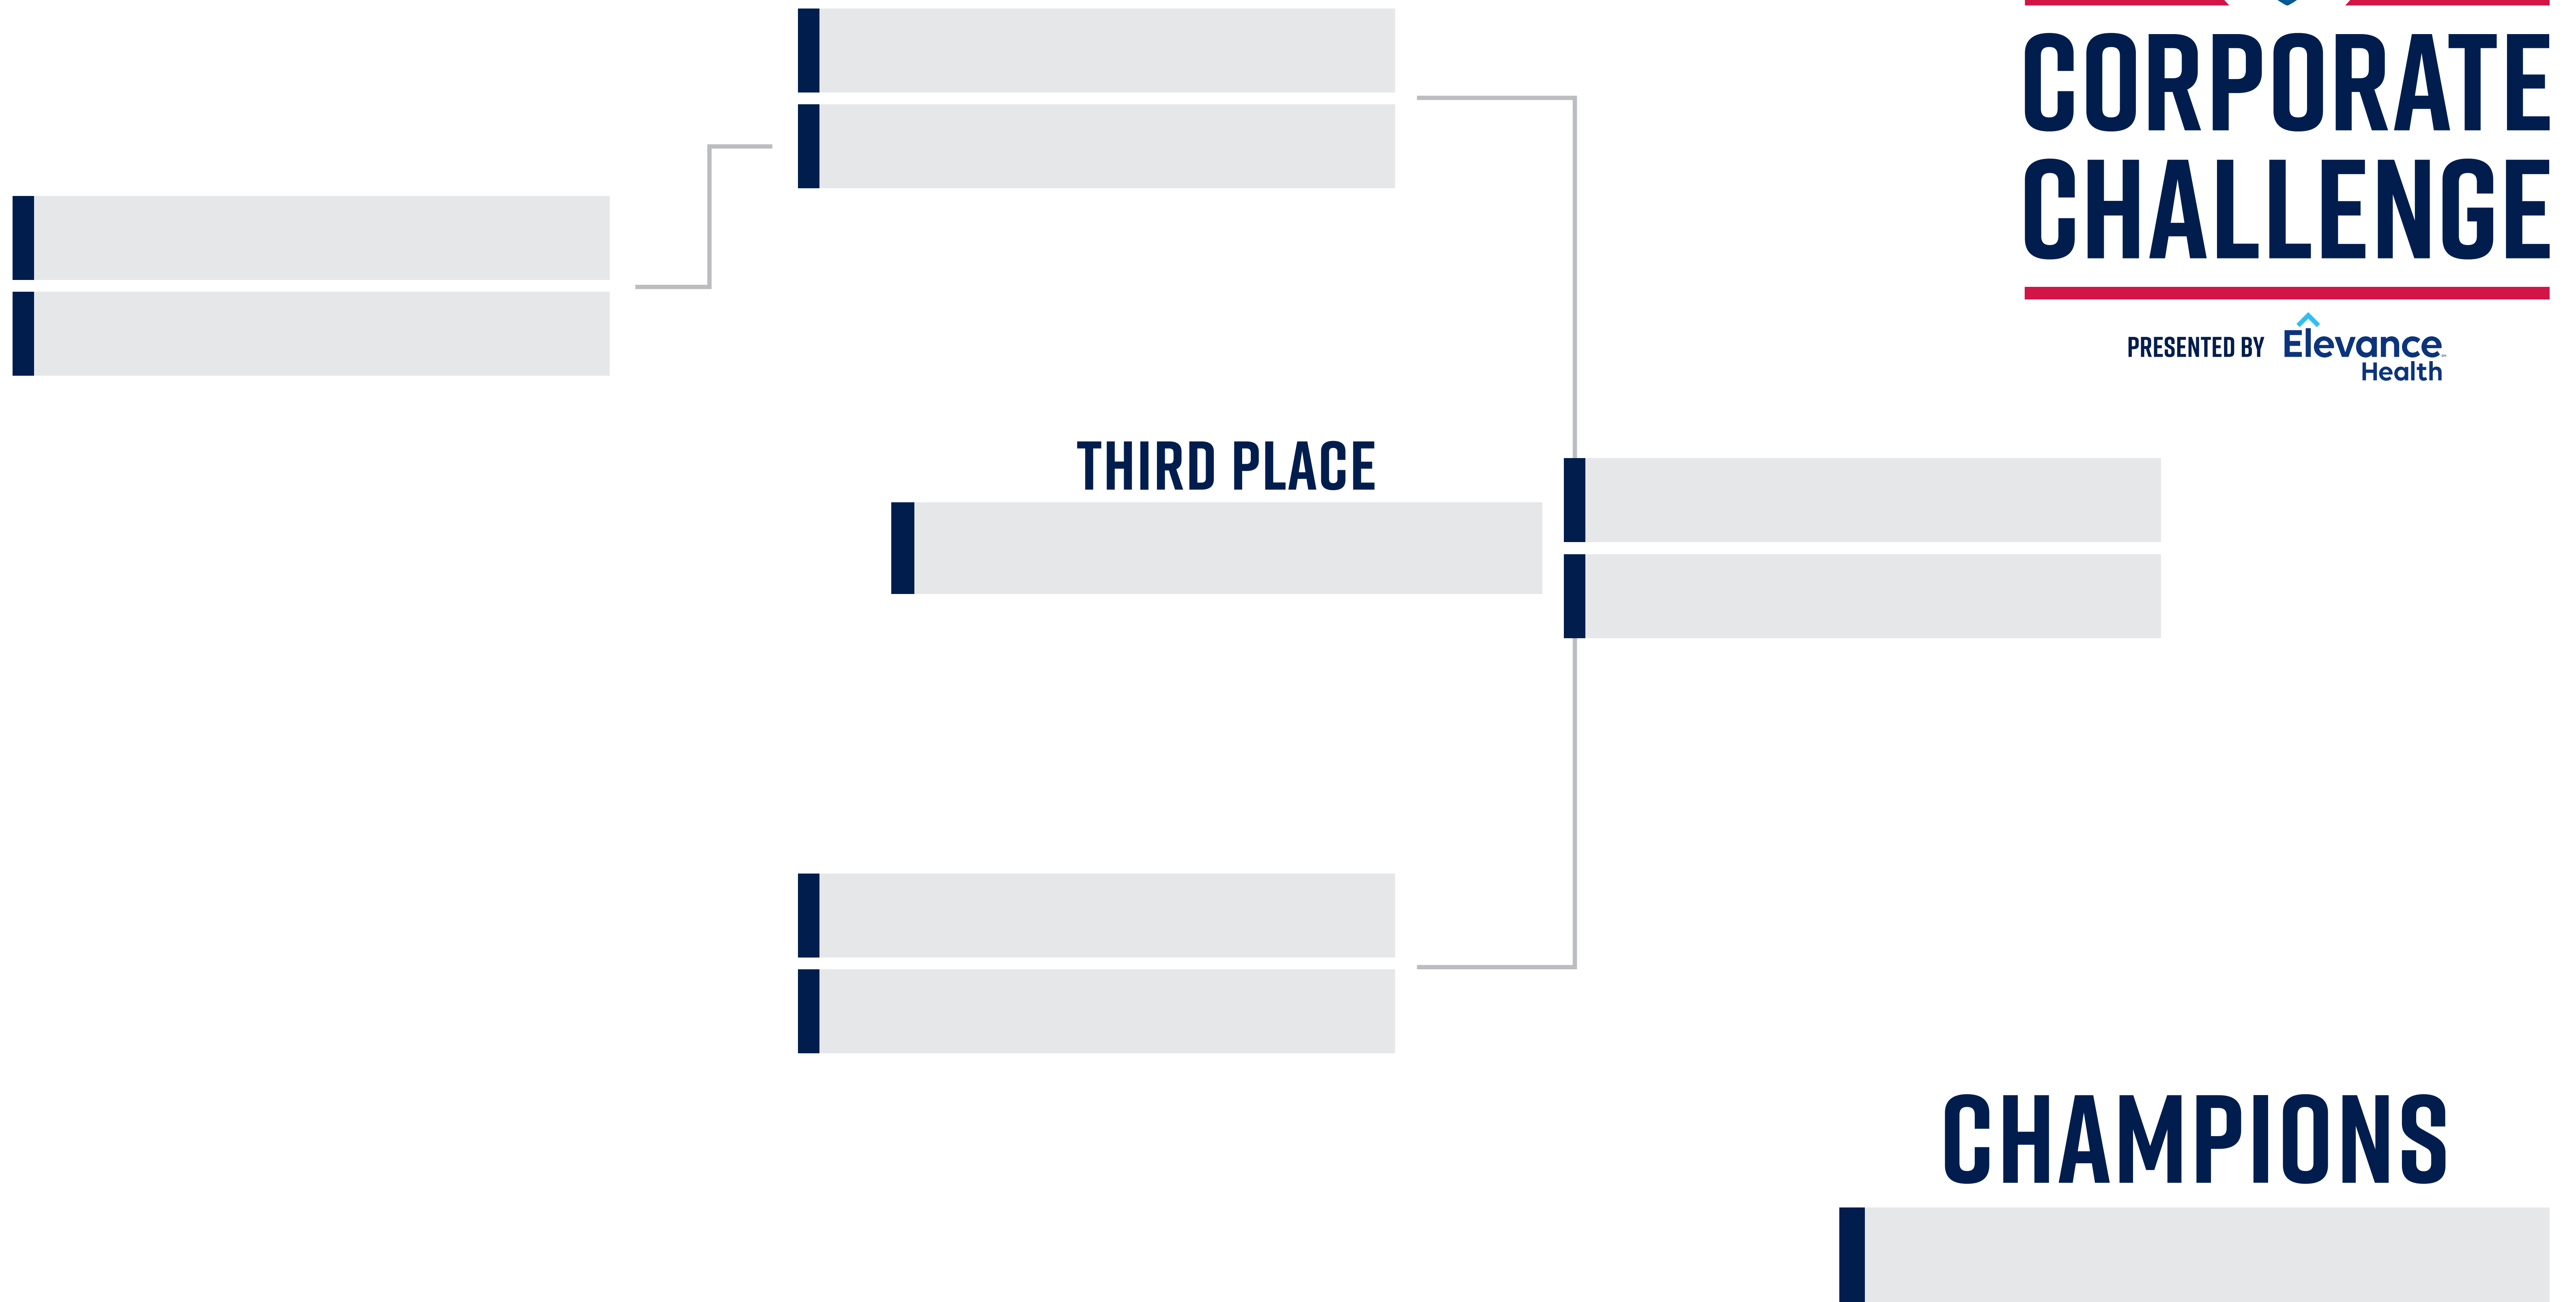 CORPORATE
CHALLENGE
PRESENTED BY Elevance
Health
THIRD PLACE
CHAMPIONS